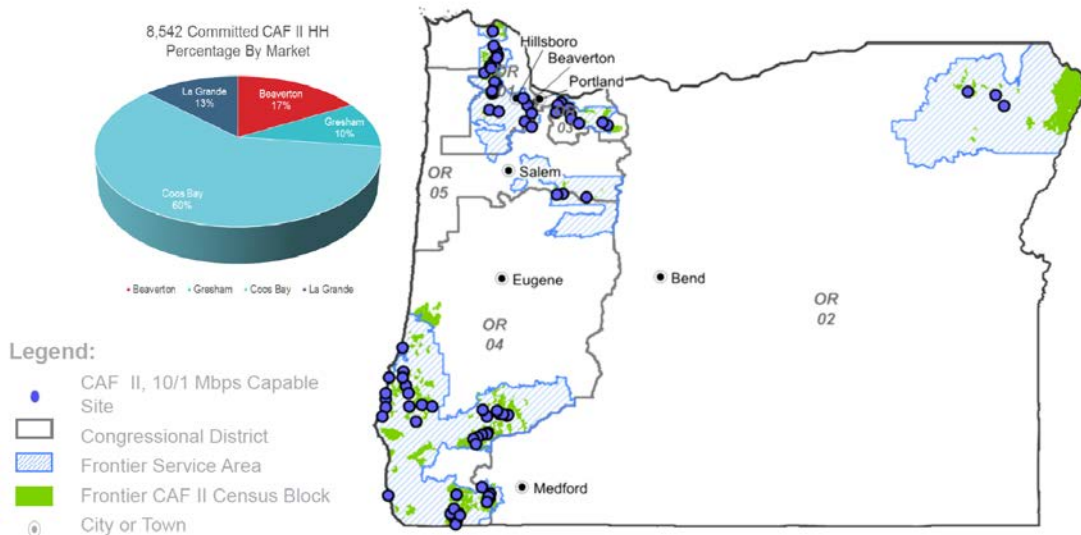 8,542 Committed CAF II HH
Percentage By Market
La Grande
13%
Beaverton
17%
Gresham
10%
Coos Bay
60%
Beaverton Gresham Coos Bay La Grande
Legend:
CAF II, 10/1 Mbps Capable
Site
Congressional District
Frontier Service Area
Frontier CAF II Census Block
City or Town
Hillsboro
Beaverton
Portland
OR
03
Salem
OR
05
Eugene
Bend
OR
02
OR
04
Medford